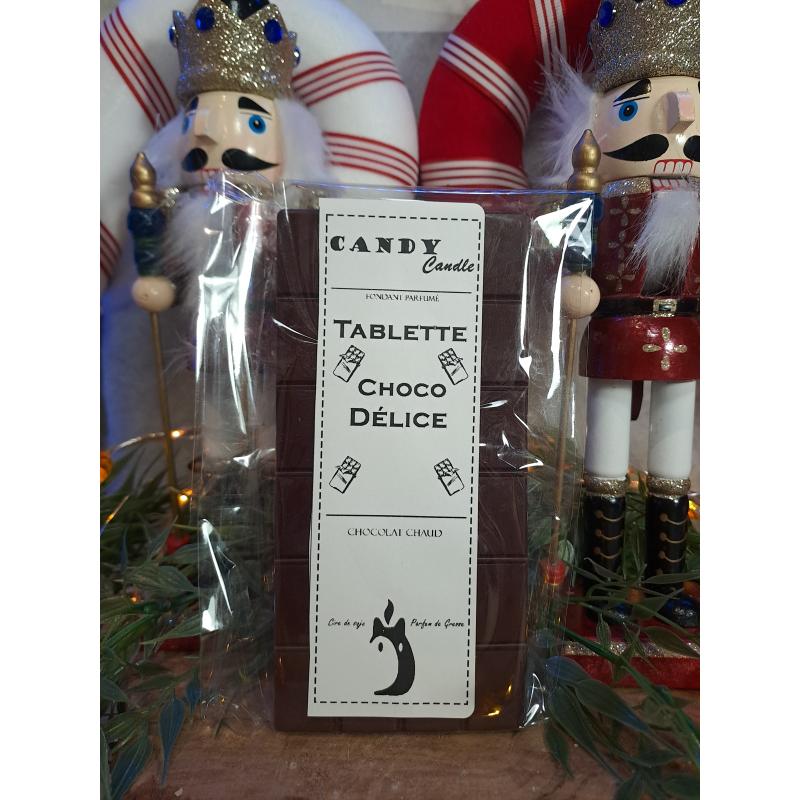 CANDY
Candle
FONDANT PARFUMÉ
TABLETTE
CHOCO
DÉLICE
CHOCOLAT CHAUD
Cire de soja Parfum de Grasse